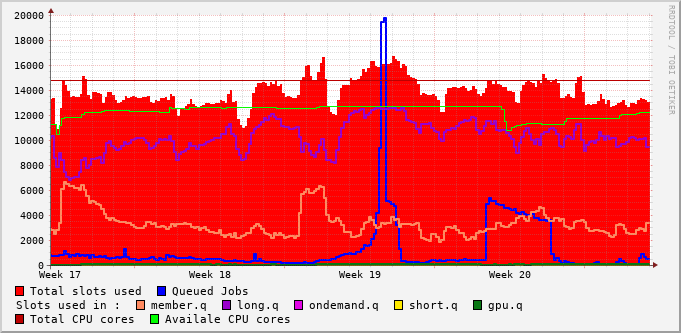 20000
18000
16000
14000
12000
10000
8000
6000
4000
2000
0
Week 17 Week 18 Week 19 Week 20
Total slots used Queued Jobs
Slots used in : member.q long.q ondemand.q short.q gpu.q
Total CPU cores Availale CPU cores
RRDTOOL / TOBI OETIKER